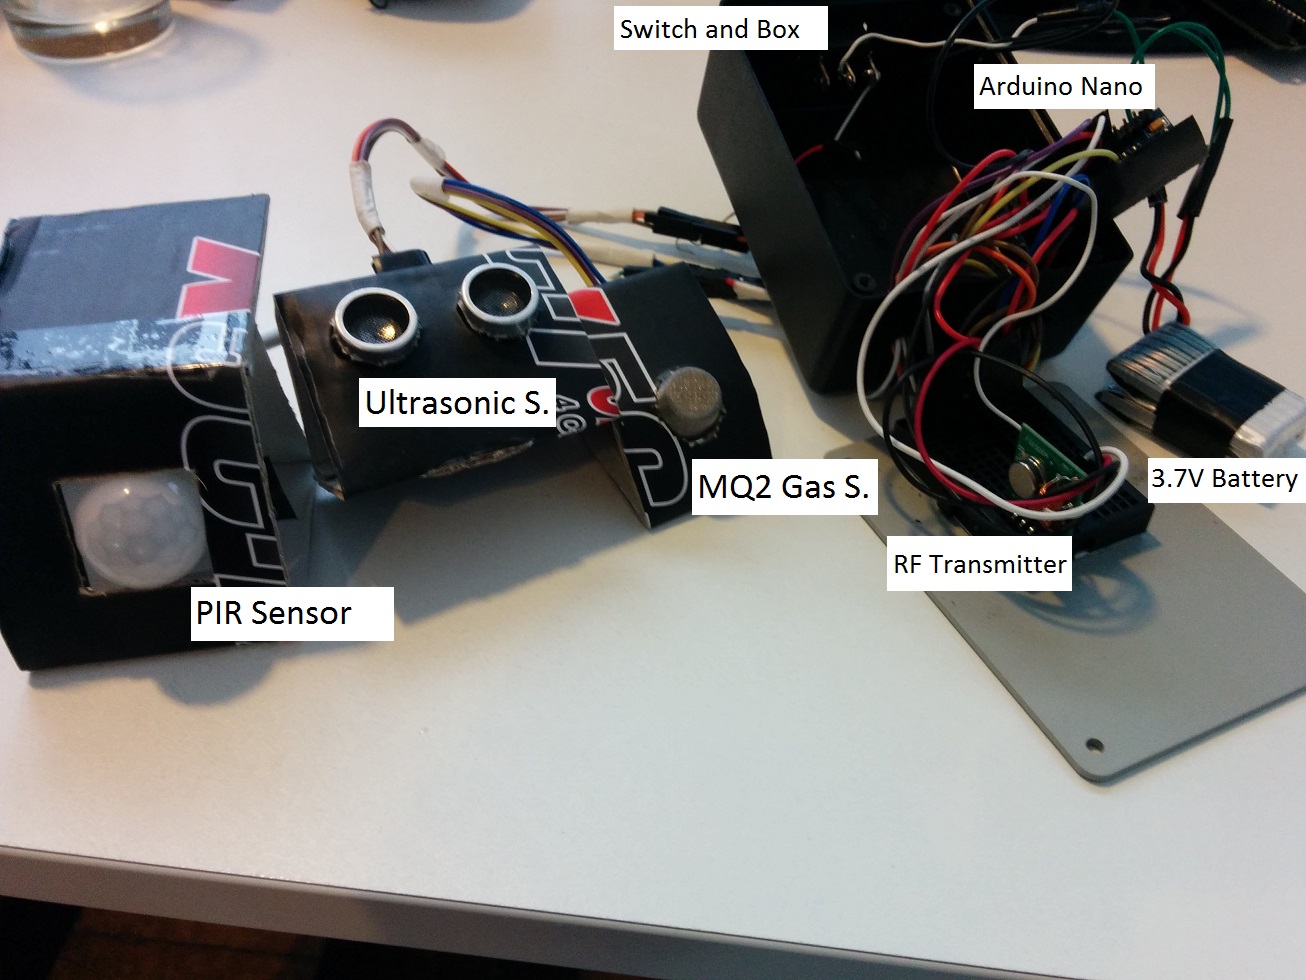 Switch and Box
Arduino Nano
Ultrasonic S.
MQ2 Gas S.
3.7V Battery
RF Transmitter
PIR Sensor